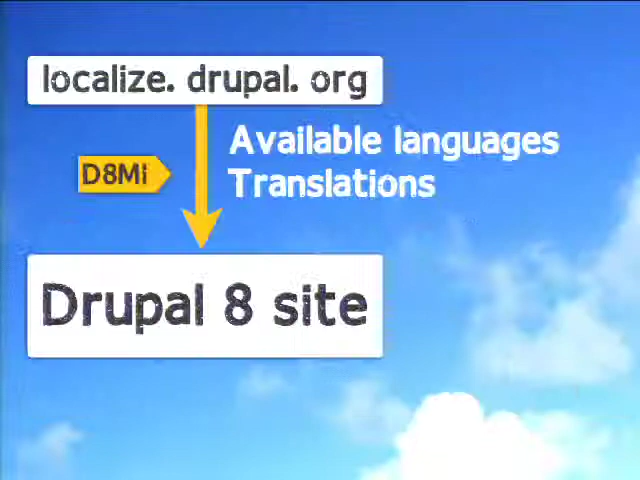 localize. drupal. org
Available languages
D8Mi
Translations
Drupal 8 site